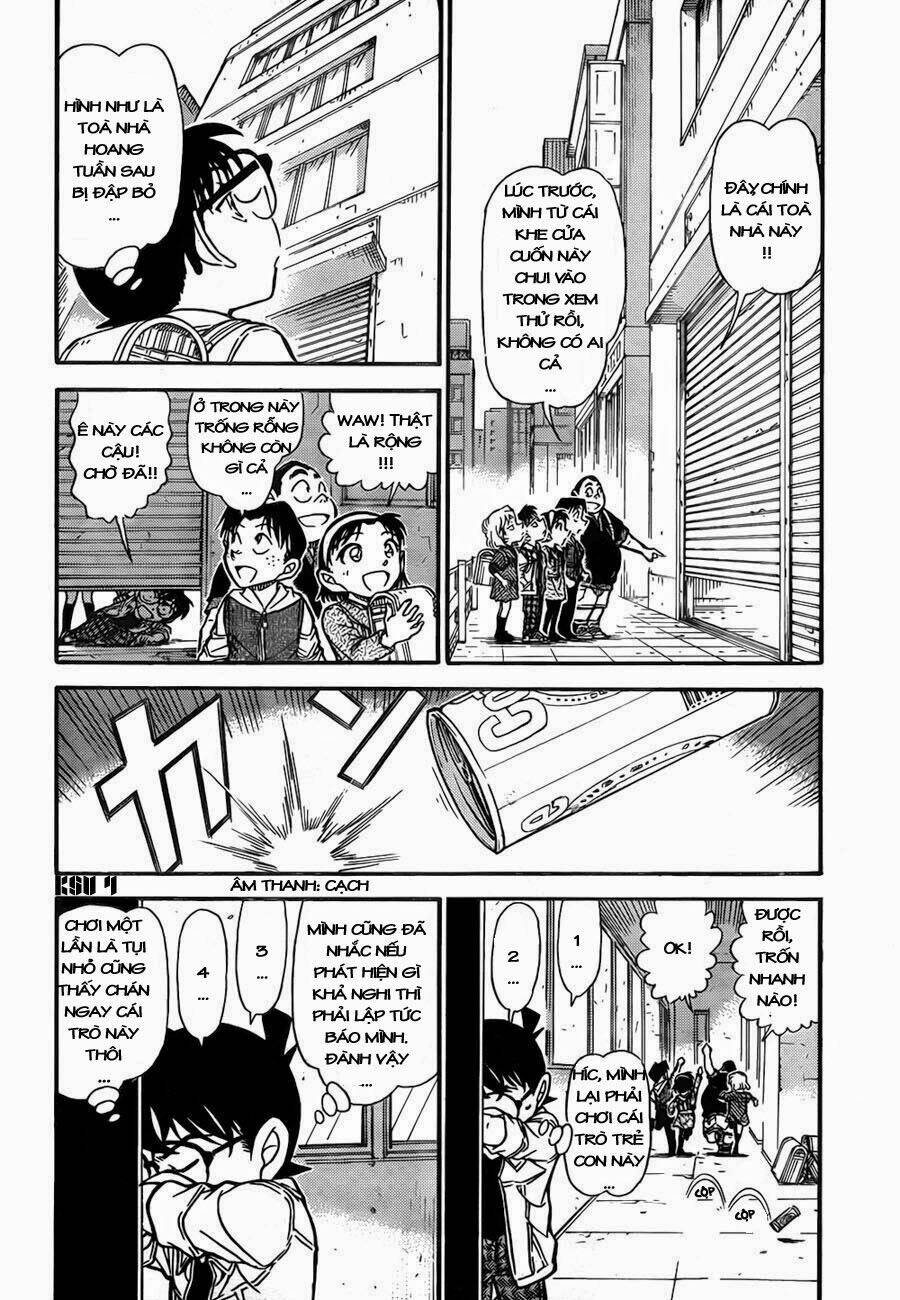 ĐÂY, CHÍNH
LÀ CÁI TOÀ
NHÀ NÀY
!!
LÚC TRƯỚC,
MÌNH TỪ CÁI
KHE CỬA
CUỐN NÀY
CHUI VÀO
TRONG XEM
THỬ RỒI,
KHÔNG CÓ AI
CẢ
...
HÌNH NHƯ LÀ
TOÀ NHÀ
HOANG
TUẦN SAU
BỊ ĐẬP BỎ
...
WAW! THẬT
LÀ RỘNG
!!!
Ở TRONG NÀY
TRỐNG RỖNG
KHÔNG CÒN
GÌ CẢ
...
Ê NÀY CÁC
CẬU!
CHỜ ĐÃ!!
カン
KSU 4
ÂM THANH: CẠCH
ĐƯỢC
RỒI,
TRỐN
NHANH
NÀO!
OK!
1
...
2
...
HÍC, MÌNH
LẠI PHẢI
CHƠI CÁI
TRÒ TRẺ
CON NÀY
...
CỘP
CỘP
MÌNH CŨNG ĐÃ
NHẮC NẾU
PHÁT HIỆN GÌ
KHẢ NGHI THÌ
PHẢI LẬP TỨC
BÁO MÌNH.
ĐÀNH VẬY
...
3
...
4
...
CHƠI MỘT
LẦN LÀ TỤI
NHỎ CŨNG
THẤY CHÁN
NGAY CÁI
TRÒ NÀY
THÔI
...